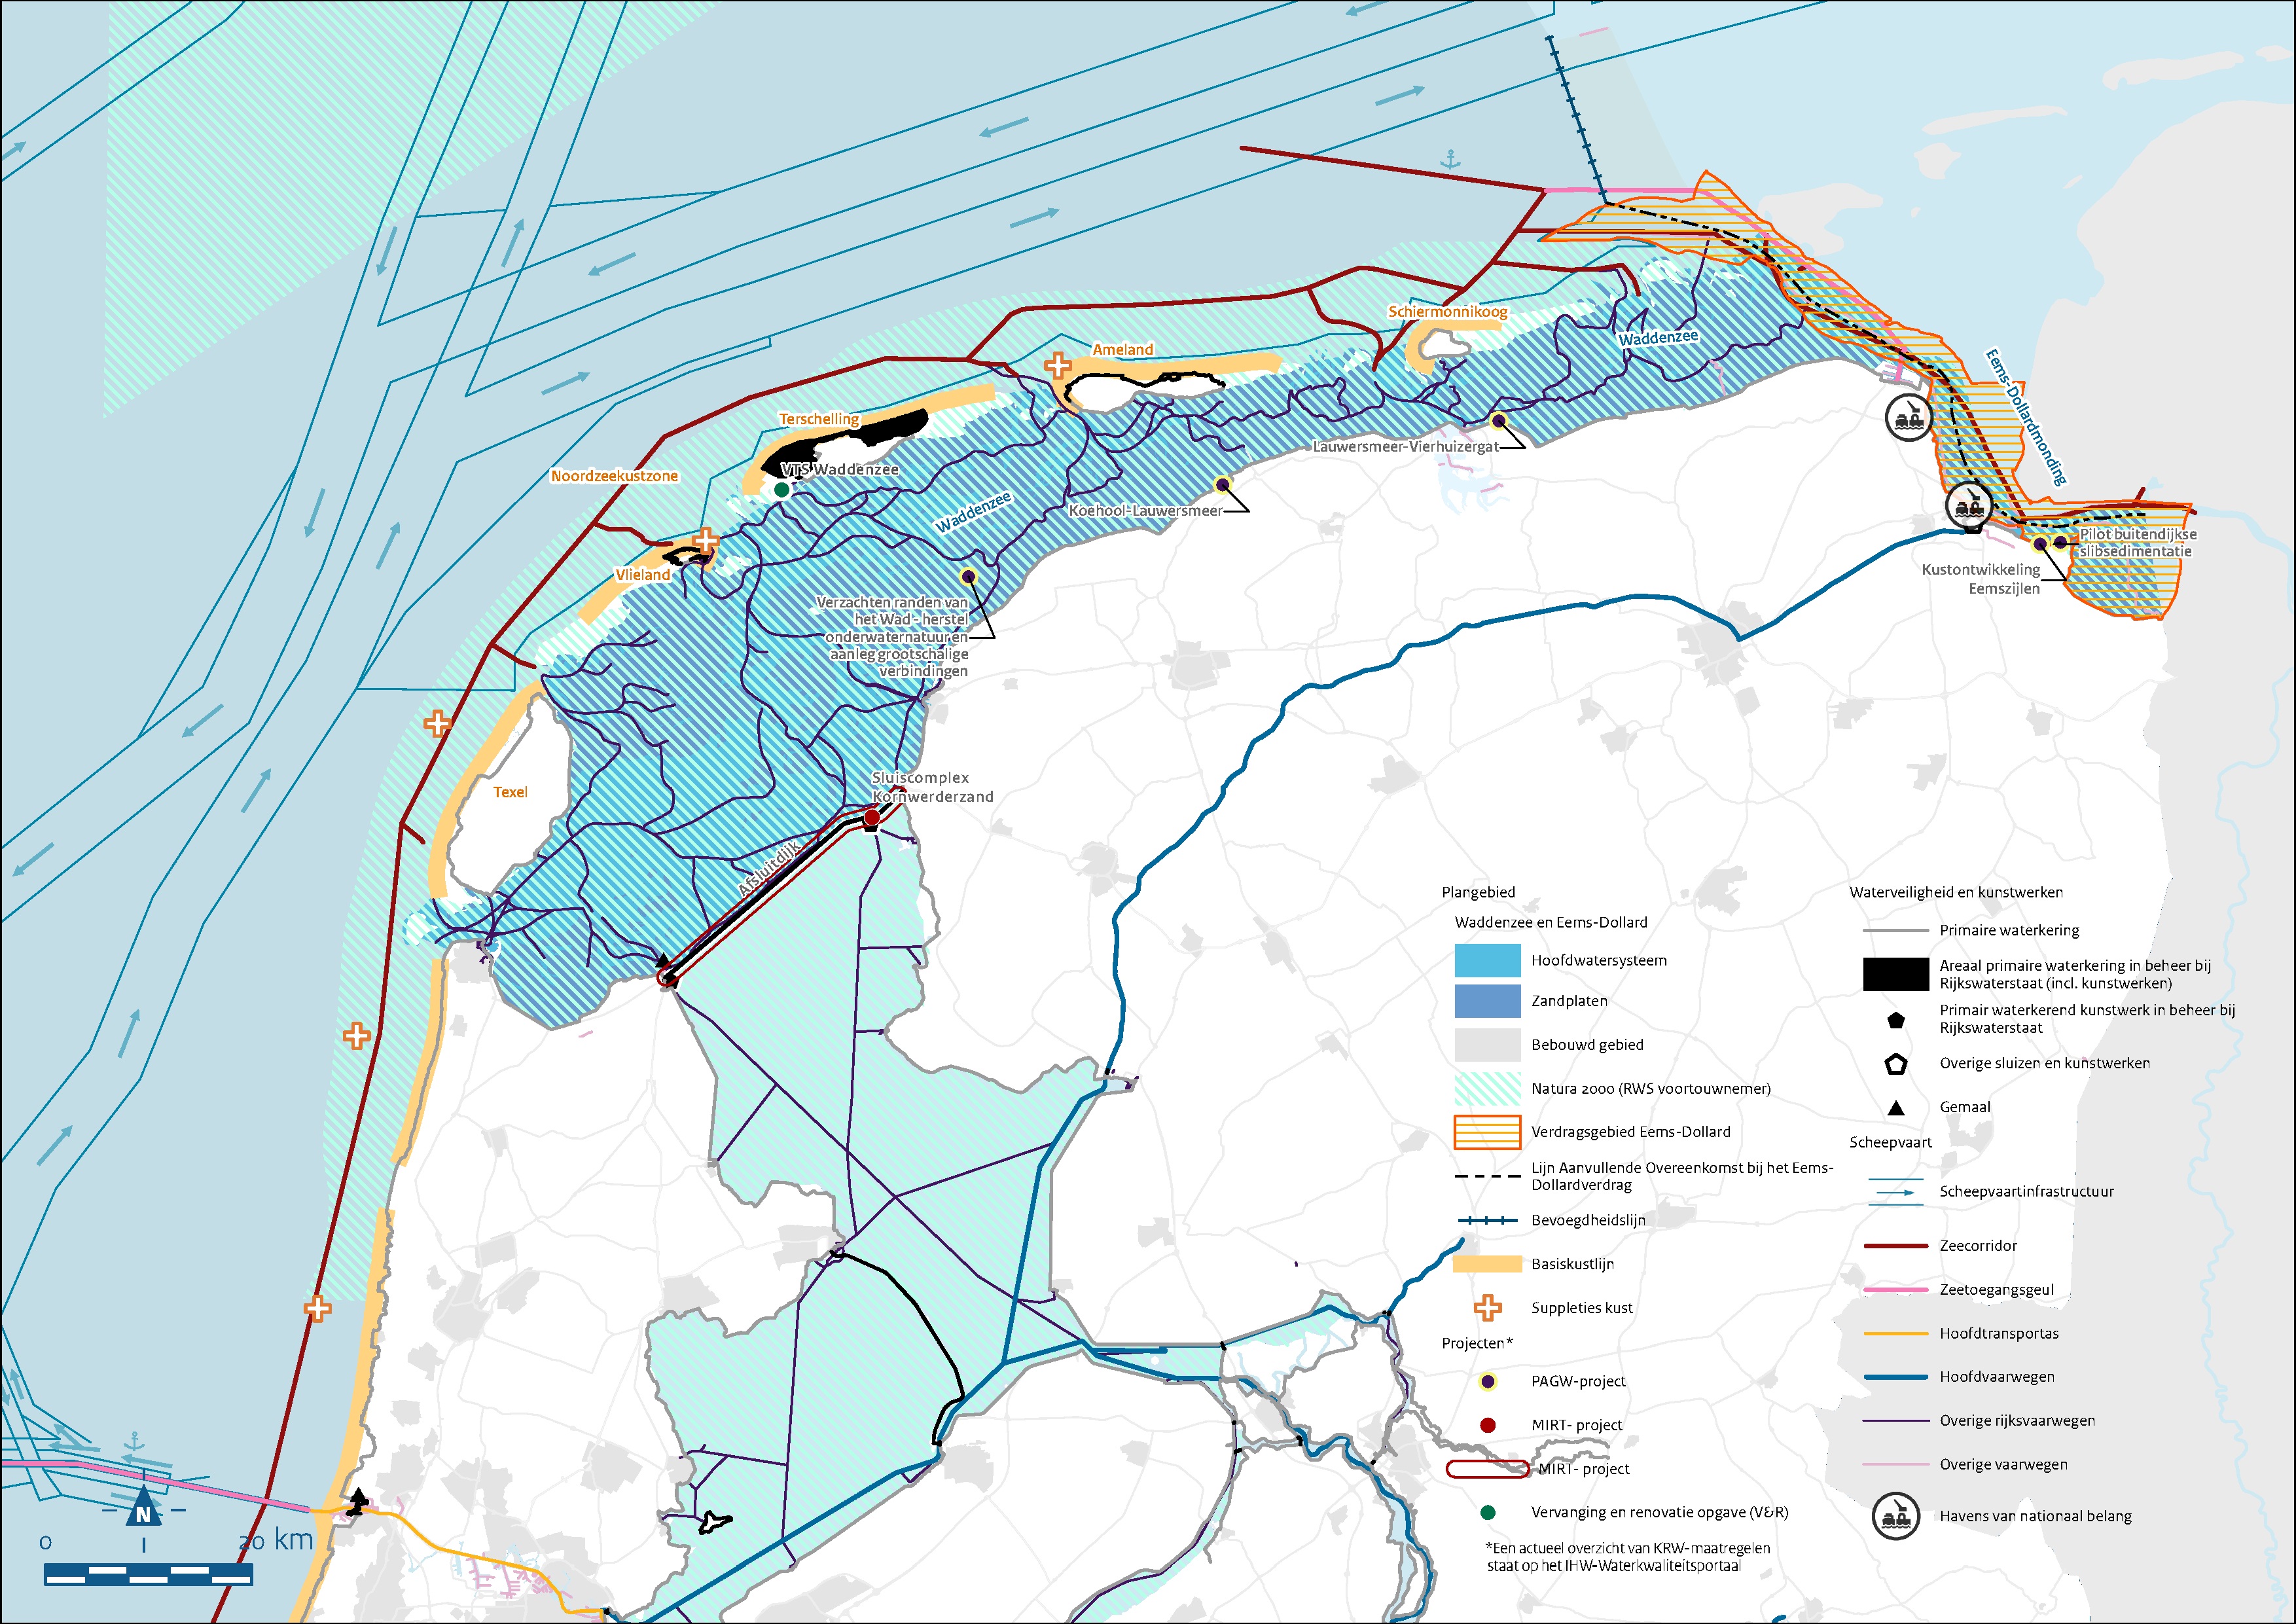 Schiermonnikoog
Waddenzee
Ameland
Eems-Dollardmonding
Terschelling
Lauwersmeer-Vierhuizergat
VTS Waddenzee
Noordzeekustzone
Waddenzee
Koehool-Lauwersmeer
Pilot buitendijkse
slibsedimentatie
Kustontwikkeling
Eemszijlen
Vlieland
Verzachten randen van
het Wad - herstel
onderwaternatuur en
aanleg grootschalige
verbindingen
Texel
Sluiscomplex
Kornwerderzand
Afsluitdijk
Plangebied
Waddenzee en Eems-Dollard
Hoofdwatersysteem
Zandplaten
Bebouwd gebied
Natura 2000 (RWS voortouwnemer)
Verdragsgebied Eems-Dollard
Lijn Aanvullende Overeenkomst bij het Eems-
Dollardverdrag
Bevoegdheidslijn
Basiskustlijn
Suppleties kust
Projecten*
PAGW-project
MIRT- project
MIRT- project
Vervanging en renovatie opgave (V&R)
*Een actueel overzicht van KRW-maatregelen
staat op het IHW-Waterkwaliteitsportaal
Waterveiligheid en kunstwerken
Primaire waterkering
Areaal primaire waterkering in beheer bij
Rijkswaterstaat (incl. kunstwerken)
Primair waterkerend kunstwerk in beheer bij
Rijkswaterstaat
Overige sluizen en kunstwerken
Gemaal
Scheepvaart
Scheepvaartinfrastructuur
Zeecorridor
Zeetoegangsgeul
Hoofdtransportas
Hoofdvaarwegen
Overige rijksvaarwegen
Overige vaarwegen
Havens van nationaal belang
N
0 20 km